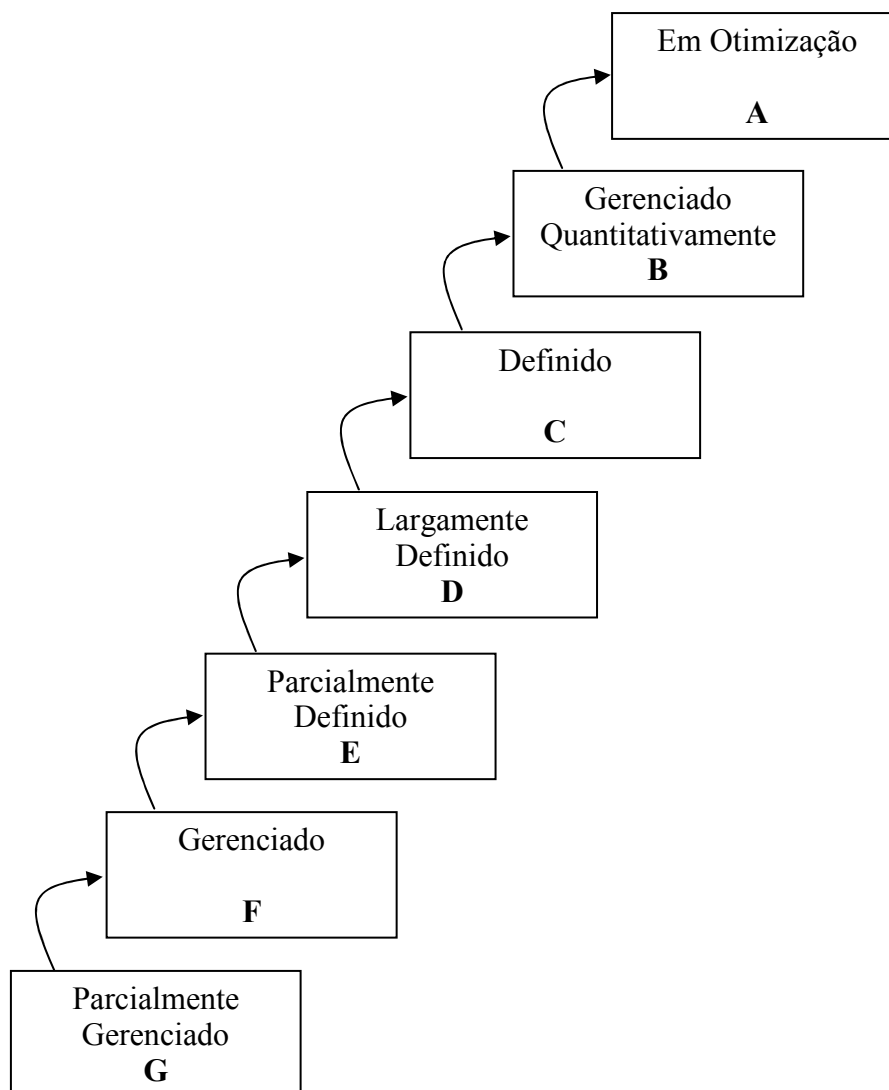 Em Otimização
A
Gerenciado
Quantitativamente
B
Definido
C
Largamente
Definido
D
Parcialmente
Definido
E
Gerenciado
F
Parcialmente
Gerenciado
G